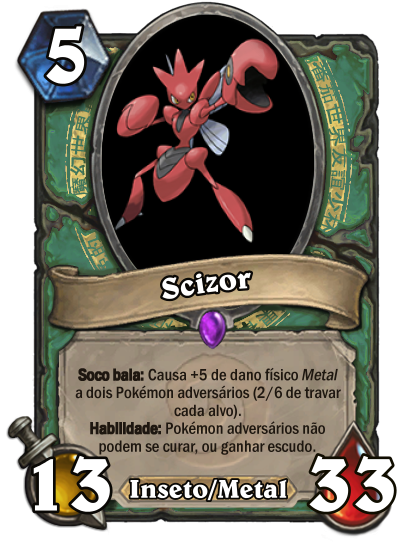 5
Scizor
Soco bala: Causa +5 de dano físico Metal
a dois Pokémon adversários (2/6 de travar
cada alvo).
Habilidade: Pokémon adversários não
podem se curar, ou ganhar escudo.
13
Inseto/Metal
33